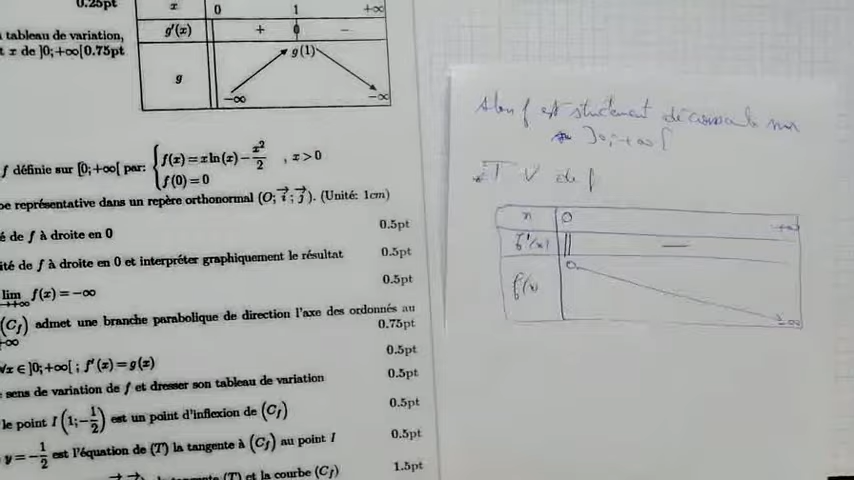 0.25pt
x 0 1 +∞
g'(x) + 0 −
g g(1)
−∞ −∞
tableau de variation,
x de ]0;+∞[ 0.75pt
f définie sur [0;+∞[ par: { f(x) = x ln(x) − x²/2 , x > 0
f(0) = 0
représentative dans un repère orthonormal (O; i⃗; j⃗). (Unité: 1cm)
de f à droite en 0 0.5pt
de f à droite en 0 et interpréter graphiquement le résultat 0.5pt
lim f(x) = −∞ 0.5pt
(C_f) admet une branche parabolique de direction l'axe des ordonnés au
+∞ 0.75pt
∀x ∈ ]0;+∞[ ; f'(x) = g(x) 0.5pt
sens de variation de f et dresser son tableau de variation 0.5pt
le point I(1; −1/2) est un point d'inflexion de (C_f) 0.5pt
y = −1/2 est l'équation de (T) la tangente à (C_f) au point I 0.5pt
(T) et la courbe (C_f) 1.5pt
f est strictement décroissante sur
]0;+∞[
T V de f
x 0 +∞
f'(x) —
f(x) 0
−∞